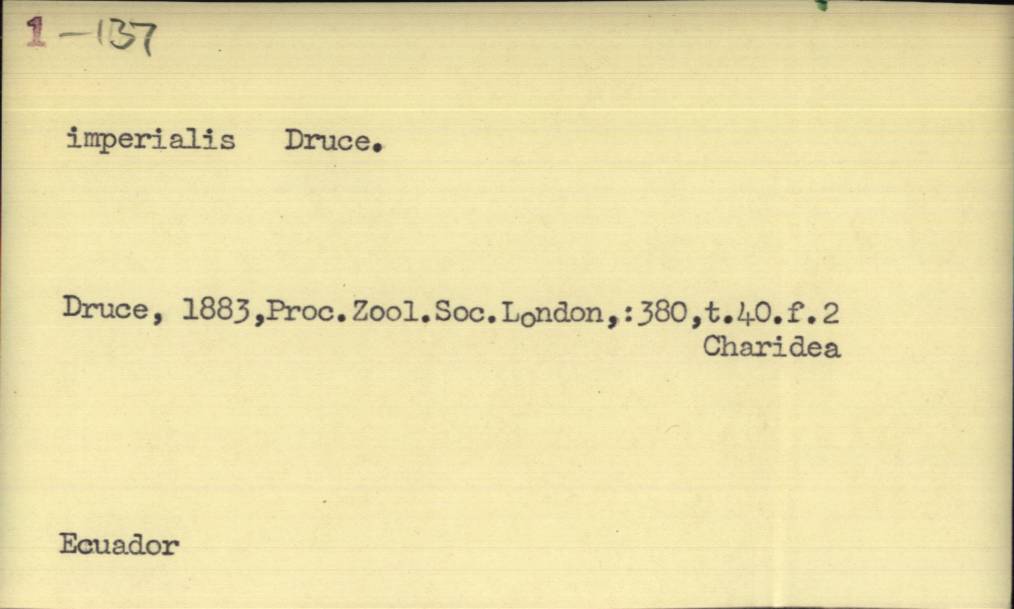 1-137
imperialis Druce.
Druce, 1883,Proc.Zool.Soc.London,:380,t.40.f.2
Charidea
Ecuador